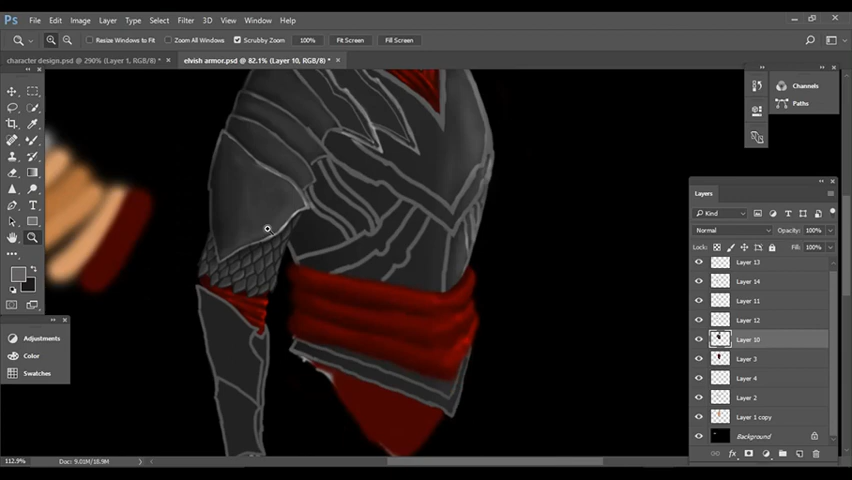 Ps File Edit Image Layer Type Select Filter 3D View Window Help
Resize Windows to Fit Zoom All Windows Scrubby Zoom 100% Fit Screen Fill Screen
character design.psd @ 290% (Layer 1, RGB/8) * × elvish armor.psd @ 82.1% (Layer 10, RGB/8) * ×
Channels
Paths
Layers
Kind
Normal Opacity: 100%
Lock: Fill: 100%
Layer 13
Layer 14
Layer 11
Layer 12
Layer 10
Layer 3
Layer 4
Layer 2
Layer 1 copy
Background
Adjustments
Color
Swatches
112.9% Doc: 9.01M/18.9M